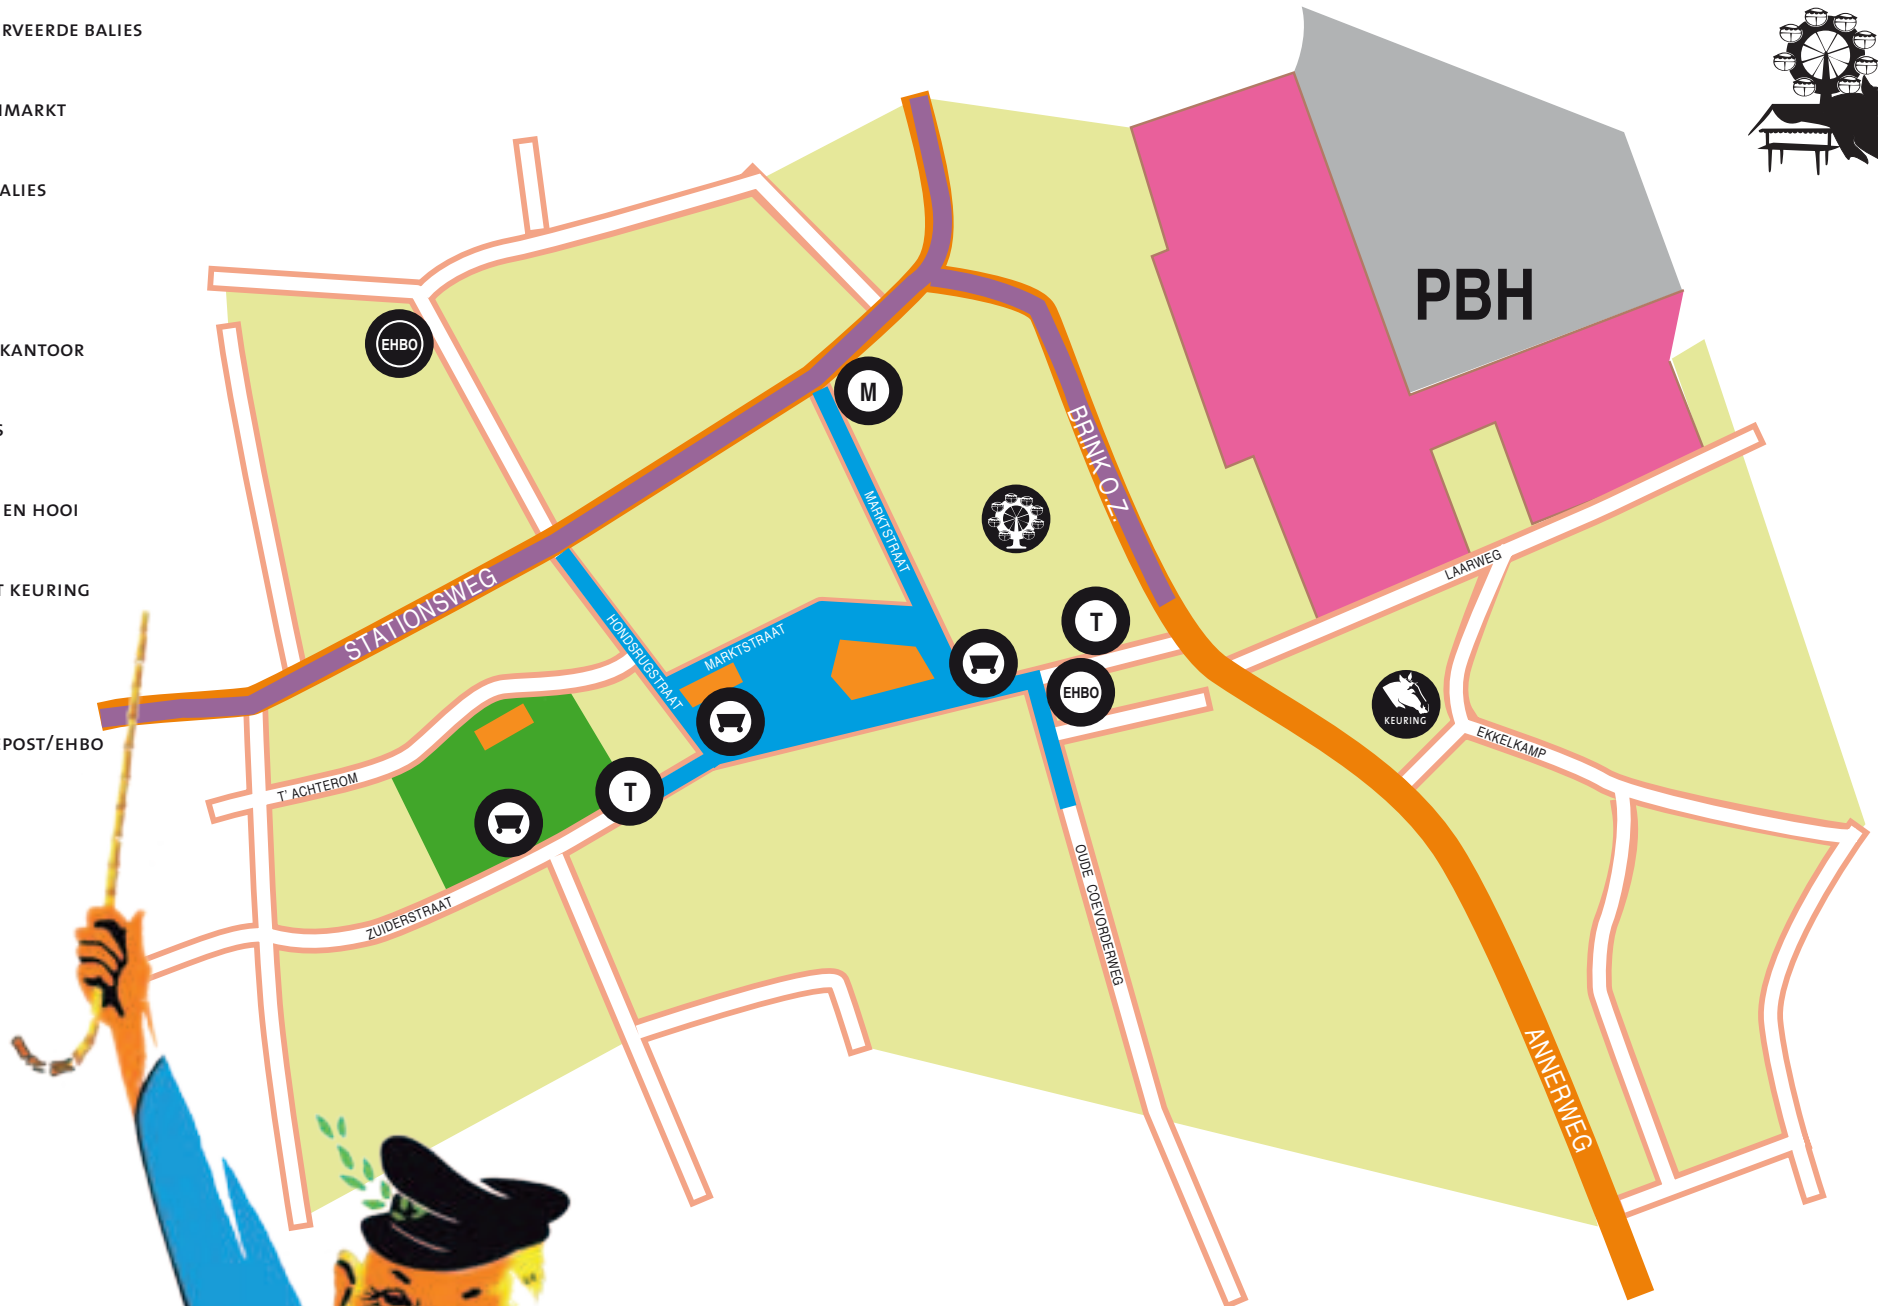 RVEERDE BALIES
MARKT
ALIES
KANTOOR
S
EN HOOI
T KEURING
POST/EHBO
PBH
EHBO
M
BRINK O.Z.
MARKTSTRAAT
STATIONSWEG
HONDSRUGSTRAAT
MARKTSTRAAT
T
EHBO
LAARWEG
KEURING
EKKELKAMP
T' ACHTEROM
T
ZUIDERSTRAAT
OUDE COEVORDERWEG
ANNERWEG